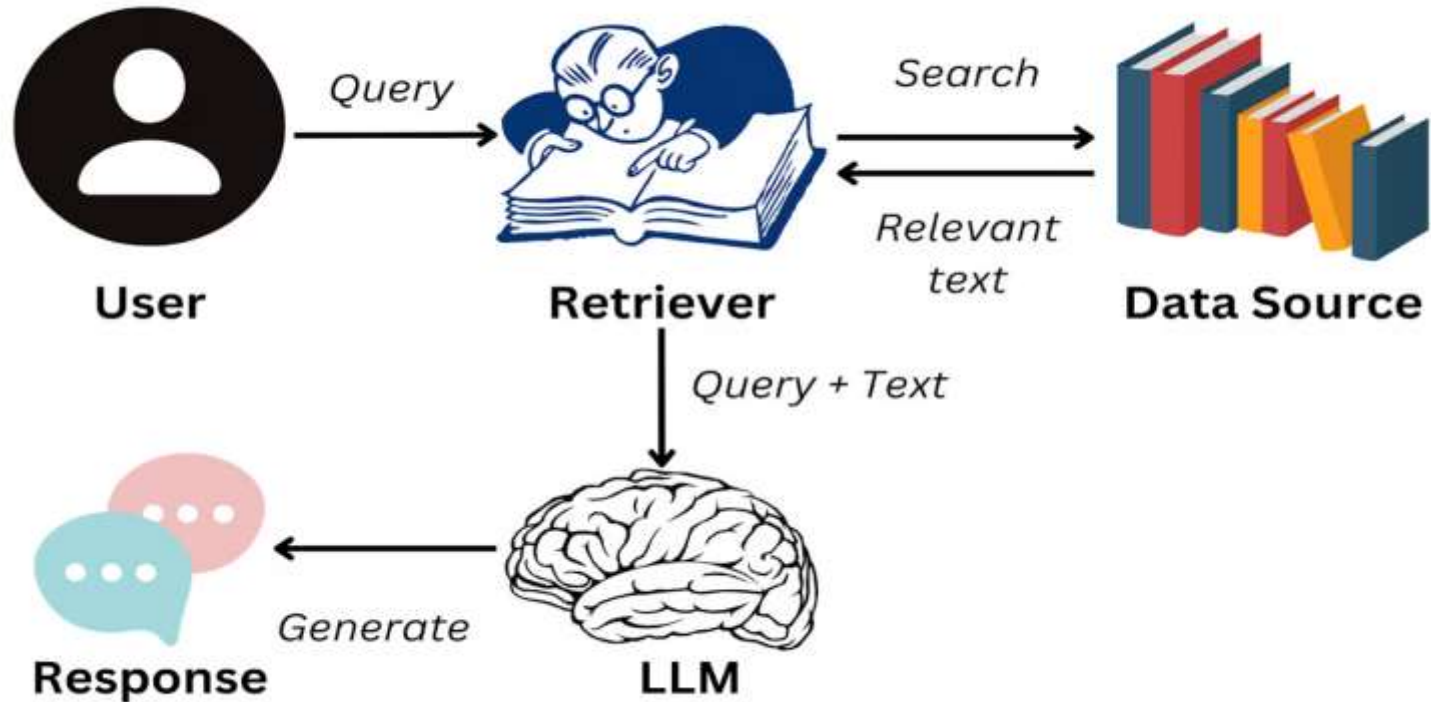 Query
Search
Relevant
text
User
Retriever
Data Source
Query + Text
Generate
Response
LLM